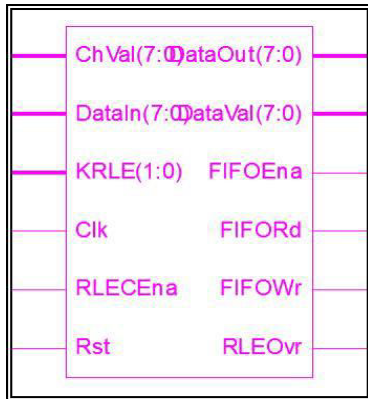 ChVal(7:0) DataOut(7:0)
DataIn(7:0) DataVal(7:0)
KRLE(1:0) FIFOEna
Clk FIFORd
RLECEna FIFOWr
Rst RLEOvr